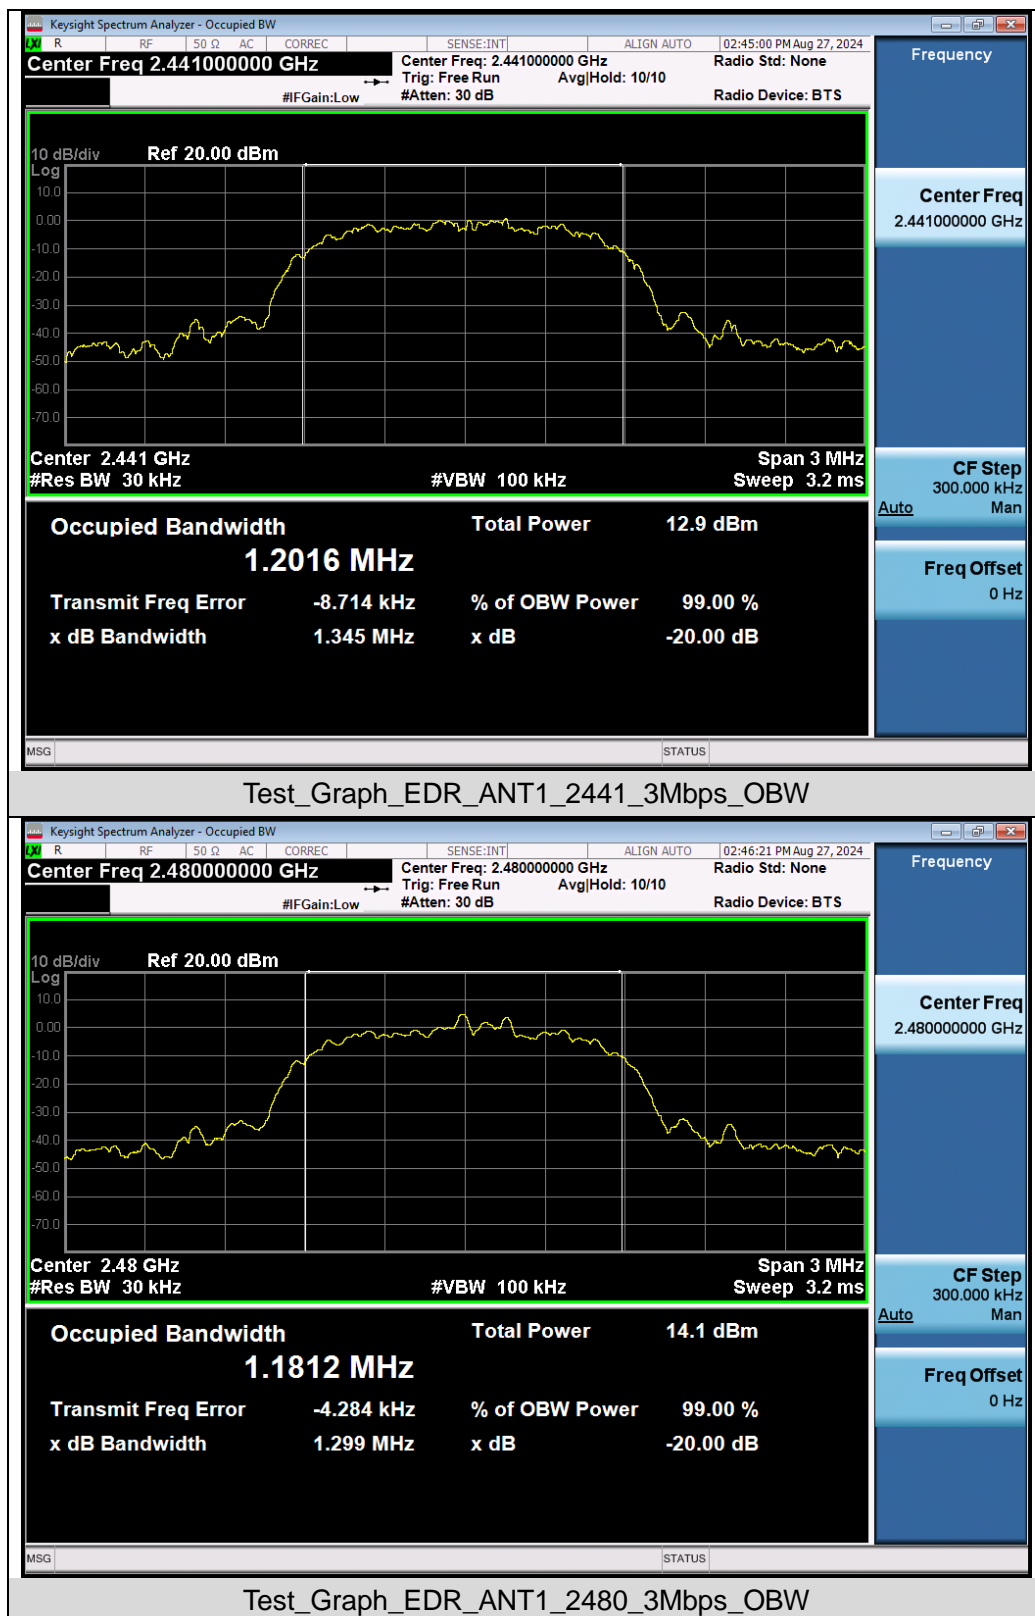 Keysight Spectrum Analyzer - Occupied BW
LXI R RF 50 Ω AC CORREC SENSE:INT ALIGN AUTO 02:45:00 PM Aug 27, 2024
Center Freq 2.441000000 GHz
Center Freq: 2.441000000 GHz Radio Std: None
Trig: Free Run Avg|Hold: 10/10
#IFGain:Low #Atten: 30 dB Radio Device: BTS
Frequency
10 dB/div Ref 20.00 dBm
Log
10.0
0.00
-10.0
-20.0
-30.0
-40.0
-50.0
-60.0
-70.0
Center 2.441 GHz Span 3 MHz
#Res BW 30 kHz #VBW 100 kHz Sweep 3.2 ms
Center Freq
2.441000000 GHz
CF Step
300.000 kHz
Auto Man
Freq Offset
0 Hz
Occupied Bandwidth Total Power 12.9 dBm
1.2016 MHz
Transmit Freq Error -8.714 kHz % of OBW Power 99.00 %
x dB Bandwidth 1.345 MHz x dB -20.00 dB
MSG STATUS
Test_Graph_EDR_ANT1_2441_3Mbps_OBW
Keysight Spectrum Analyzer - Occupied BW
LXI R RF 50 Ω AC CORREC SENSE:INT ALIGN AUTO 02:46:21 PM Aug 27, 2024
Center Freq 2.480000000 GHz
Center Freq: 2.480000000 GHz Radio Std: None
Trig: Free Run Avg|Hold: 10/10
#IFGain:Low #Atten: 30 dB Radio Device: BTS
Frequency
10 dB/div Ref 20.00 dBm
Log
10.0
0.00
-10.0
-20.0
-30.0
-40.0
-50.0
-60.0
-70.0
Center 2.48 GHz Span 3 MHz
#Res BW 30 kHz #VBW 100 kHz Sweep 3.2 ms
Center Freq
2.480000000 GHz
CF Step
300.000 kHz
Auto Man
Freq Offset
0 Hz
Occupied Bandwidth Total Power 14.1 dBm
1.1812 MHz
Transmit Freq Error -4.284 kHz % of OBW Power 99.00 %
x dB Bandwidth 1.299 MHz x dB -20.00 dB
MSG STATUS
Test_Graph_EDR_ANT1_2480_3Mbps_OBW